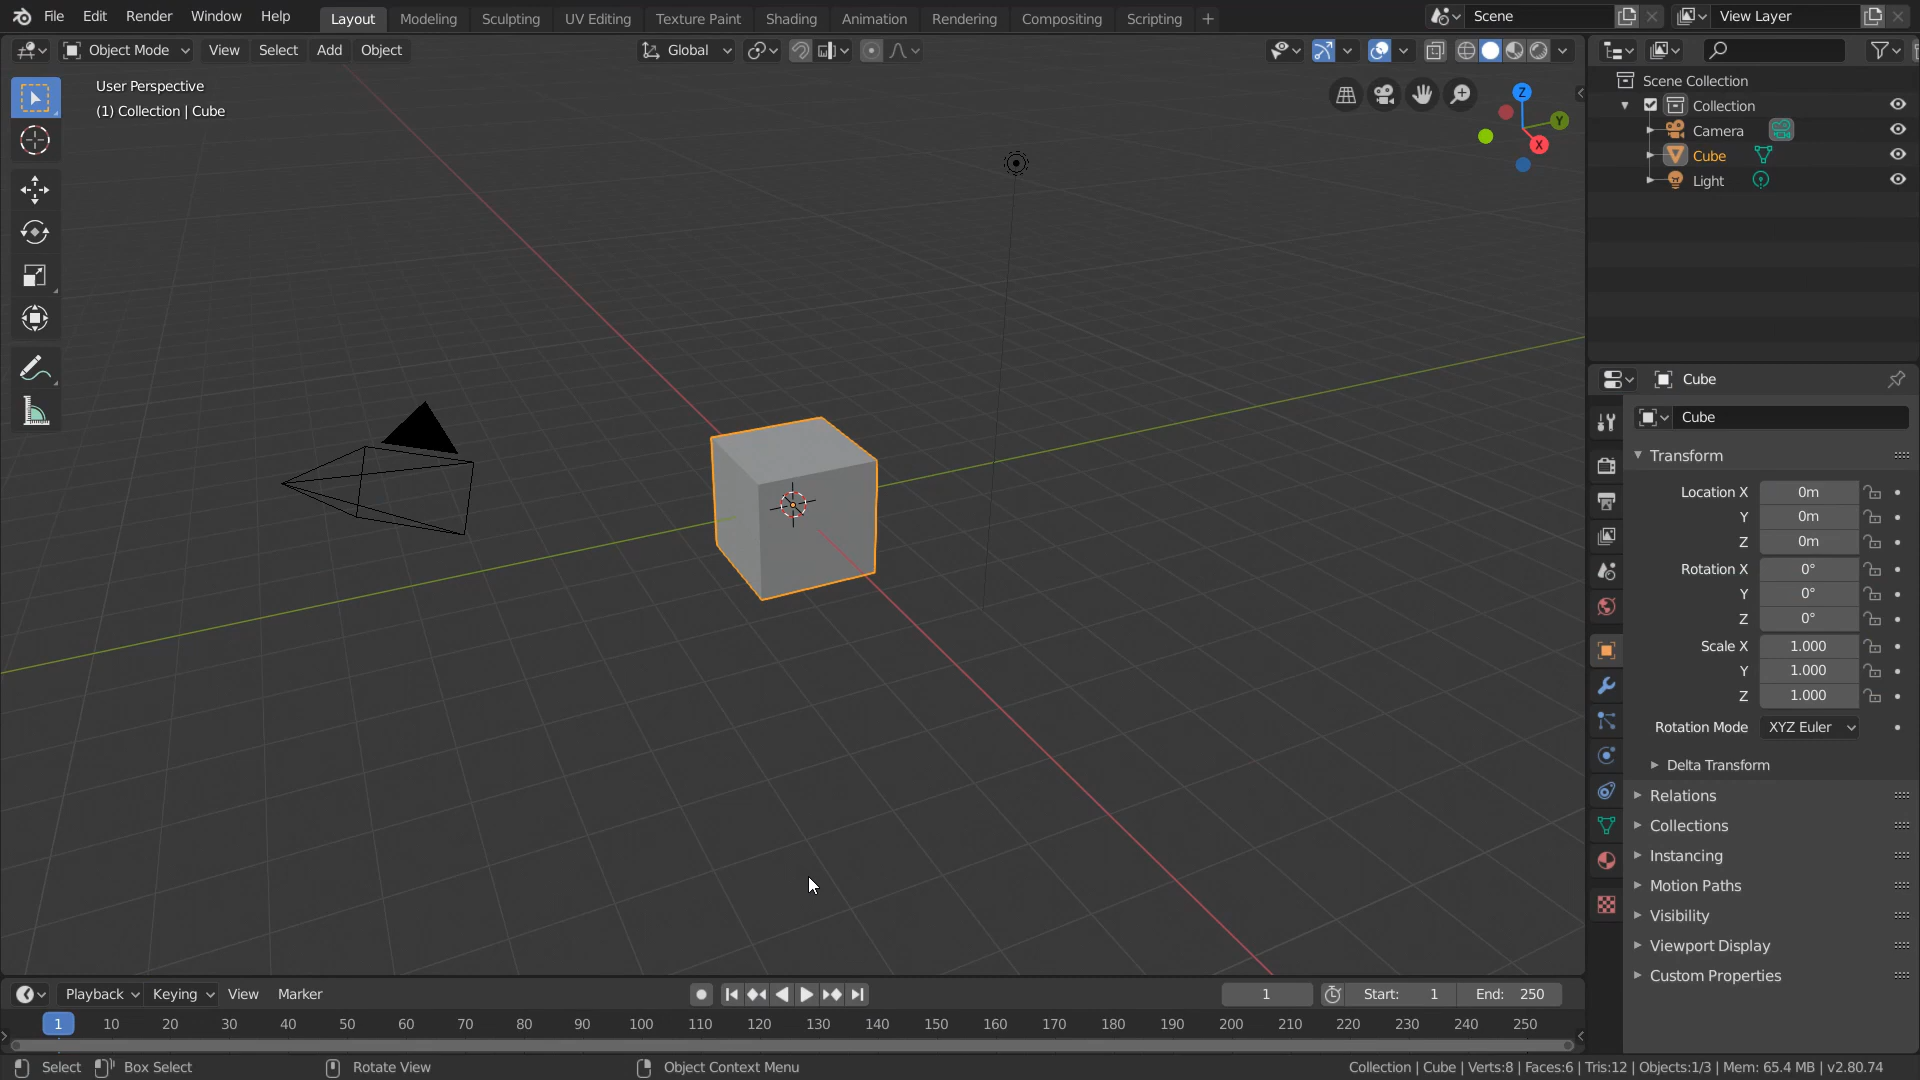 File Edit Render Window Help Layout Modeling Sculpting UV Editing Texture Paint Shading Animation Rendering Compositing Scripting + Scene View Layer
Object Mode View Select Add Object Global
User Perspective
(1) Collection | Cube
Z
Y
X
Scene Collection
Collection
Camera
Cube
Light
Cube
Cube
Transform
Location X 0m
Y 0m
Z 0m
Rotation X 0°
Y 0°
Z 0°
Scale X 1.000
Y 1.000
Z 1.000
Rotation Mode XYZ Euler
Delta Transform
Relations
Collections
Instancing
Motion Paths
Visibility
Viewport Display
Custom Properties
Playback Keying View Marker 1 Start: 1 End: 250
1 10 20 30 40 50 60 70 80 90 100 110 120 130 140 150 160 170 180 190 200 210 220 230 240 250
Select Box Select Rotate View Object Context Menu Collection | Cube | Verts:8 | Faces:6 | Tris:12 | Objects:1/3 | Mem: 65.4 MB | v2.80.74